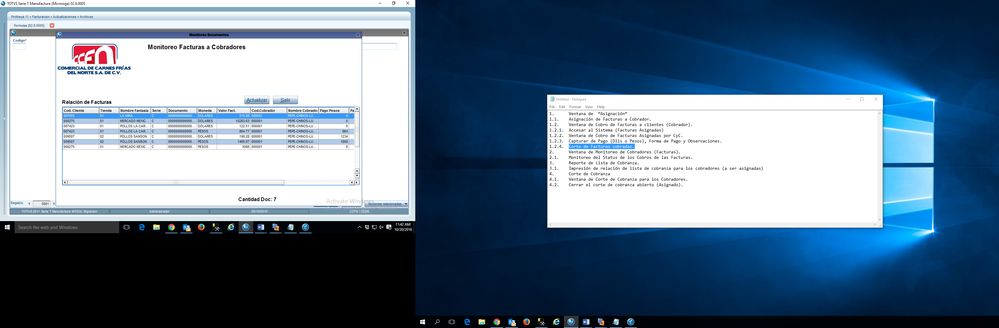 TOTVS Serie T Manufactura (Microsiga) 02.9.0005
Protheus 11 > Facturacion > Actualizaciones > Archivos
Formulas [02.9.0005]
Codigo*
Monitoreo Documentos
CCFN
COMERCIAL DE CARNES FRÍAS
DEL NORTE S.A. DE C.V.
Monitoreo Facturas a Cobradores
Actualizar Salir
Relación de Facturas
Cod. Cliente Tienda Nombre Fantasia Serie Documento Moneda Valor Fact. Cod.Cobrador Nombre Cobrador Pago Pesos Pa
007055 01 LA MIRA C 0000000000000... DOLARES 215.08 000001 PEPE-CHINOS-LU... 0
000275 01 MERCADO MEXIC... C 0000000000000... DOLARES 10283.63 000001 PEPE-CHINOS-LU... 0
007423 01 POLLOS LA CAR... C 0000000000000... DOLARES 122.51 000001 PEPE-CHINOS-LU... 0
007423 01 POLLOS LA CAR... C 0000000000000... PESOS 864.77 000001 PEPE-CHINOS-LU... 864
009507 02 POLLOS SANSON C 0000000000000... DOLARES 198.28 000001 PEPE-CHINOS-LU... 1234
009507 02 POLLOS SANSON C 0000000000000... PESOS 1465.07 000001 PEPE-CHINOS-LU... 1800
000275 01 MERCADO MEXIC... C 0000000000000... PESOS 3088 000001 PEPE-CHINOS-LU... 0
Cantidad Doc: 7
Activate Windows
Registro: 5001
Acciones relacionadas
TOTVS 2011 Serie T Manufactura MSSQL Migracion Administrador 20/10/2016 CCFN / CEDIS
Search the web and Windows
11:42 AM
10/20/2016
Untitled - Notepad
File Edit Format View Help
1. Ventana de “Asignación”
1.1. Asignación de Facturas a Cobrador.
1.2. Ventana de Cobro de Facturas a clientes (Cobrador).
1.2.1. Accesar al Sistema (Facturas Asignadas)
1.2.2. Ventana de Cobro de Facturas Asignadas por CyC.
1.2.3. Capturar de Pago (Dlls o Pesos), Forma de Pago y Observaciones.
1.2.4. Corte de Facturas cobradas.
2. Ventana de Monitoreo de Cobradores (Facturas).
2.1. Monitoreo del Status de los Cobros de las Facturas.
3. Reporte de Lista de Cobranza.
3.1. Impresión de relación de lista de cobranza para los cobradores (a ser asignadas)
4. Corte de Cobranza
4.1. Ventana de Corte de Cobranza para los Cobradores.
4.2. Cerrar el corte de cobranza abierto (Asignado).